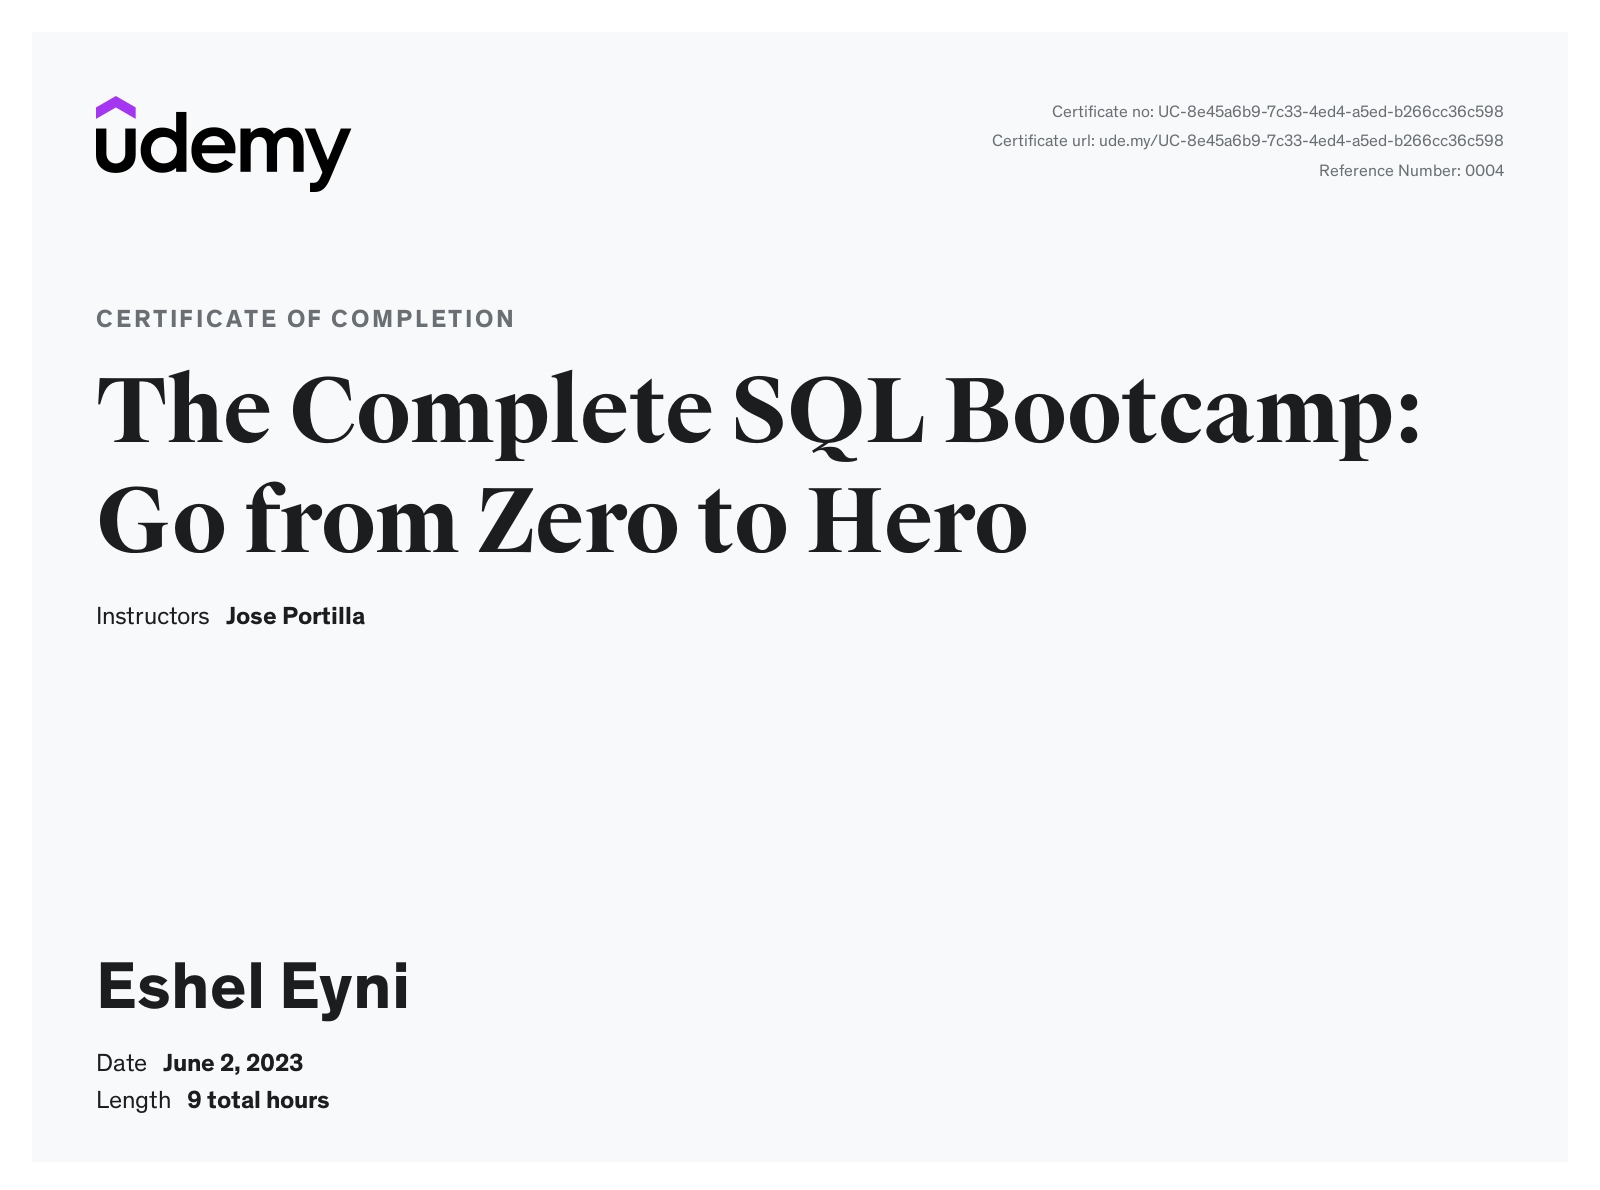 udemy
Certificate no: UC-8e45a6b9-7c33-4ed4-a5ed-b266cc36c598
Certificate url: ude.my/UC-8e45a6b9-7c33-4ed4-a5ed-b266cc36c598
Reference Number: 0004
CERTIFICATE OF COMPLETION
The Complete SQL Bootcamp:
Go from Zero to Hero
Instructors Jose Portilla
Eshel Eyni
Date June 2, 2023
Length 9 total hours